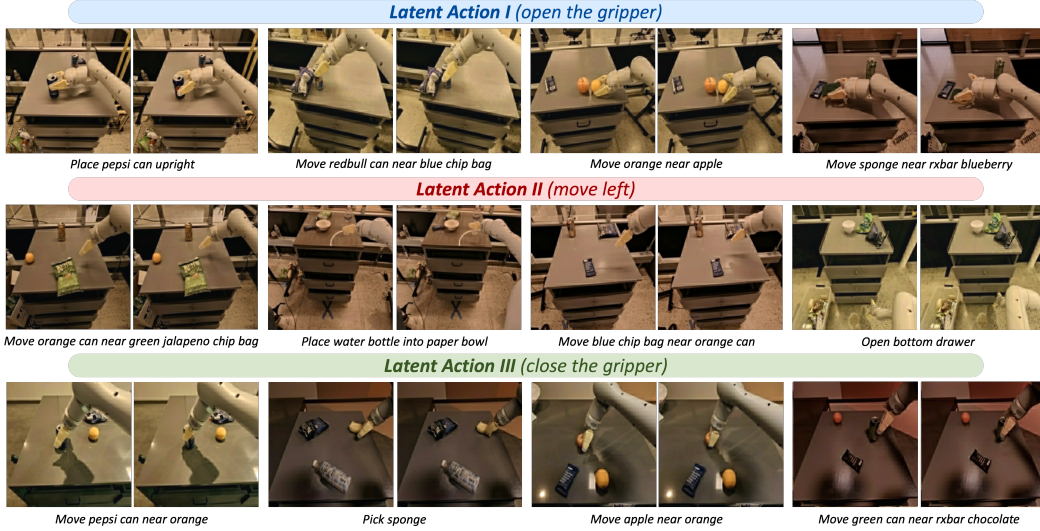 Latent Action I (open the gripper)
Place pepsi can upright
Move redbull can near blue chip bag
Move orange near apple
Move sponge near rxbar blueberry
Latent Action II (move left)
Move orange can near green jalapeno chip bag
Place water bottle into paper bowl
Move blue chip bag near orange can
Open bottom drawer
Latent Action III (close the gripper)
Move pepsi can near orange
Pick sponge
Move apple near orange
Move green can near rxbar chocolate